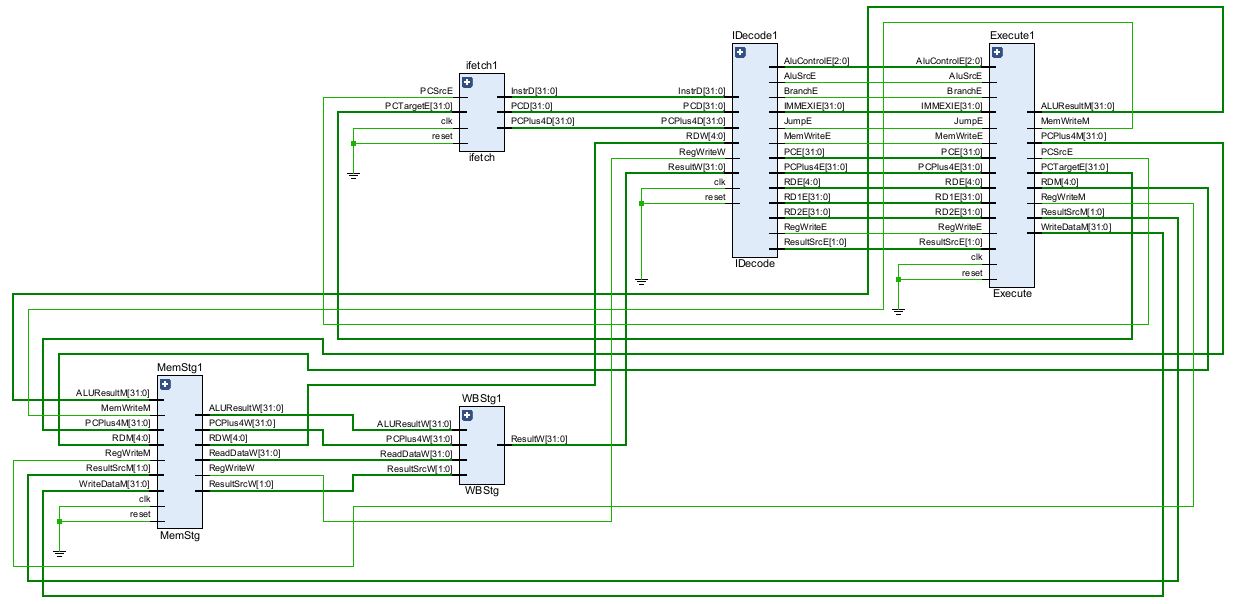 ifetch1
PCSrcE
PCTargetE[31:0]
clk
reset
InstrD[31:0]
PCD[31:0]
PCPlus4D[31:0]
ifetch
IDecode1
InstrD[31:0]
PCD[31:0]
PCPlus4D[31:0]
RDW[4:0]
RegWriteW
ResultW[31:0]
clk
reset
AluControlE[2:0]
AluSrcE
BranchE
IMMEXIE[31:0]
JumpE
MemWriteE
PCE[31:0]
PCPlus4E[31:0]
RDE[4:0]
RD1E[31:0]
RD2E[31:0]
RegWriteE
ResultSrcE[1:0]
IDecode
Execute1
AluControlE[2:0]
AluSrcE
BranchE
IMMEXIE[31:0]
JumpE
MemWriteE
PCE[31:0]
PCPlus4E[31:0]
RDE[4:0]
RD1E[31:0]
RD2E[31:0]
RegWriteE
ResultSrcE[1:0]
clk
reset
ALUResultM[31:0]
MemWriteM
PCPlus4M[31:0]
PCSrcE
PCTargetE[31:0]
RDM[4:0]
RegWriteM
ResultSrcM[1:0]
WriteDataM[31:0]
Execute
MemStg1
ALUResultM[31:0]
MemWriteM
PCPlus4M[31:0]
RDM[4:0]
RegWriteM
ResultSrcM[1:0]
WriteDataM[31:0]
clk
reset
ALUResultW[31:0]
PCPlus4W[31:0]
RDW[4:0]
ReadDataW[31:0]
RegWriteW
ResultSrcW[1:0]
MemStg
WBStg1
ALUResultW[31:0]
PCPlus4W[31:0]
ReadDataW[31:0]
ResultSrcW[1:0]
ResultW[31:0]
WBStg